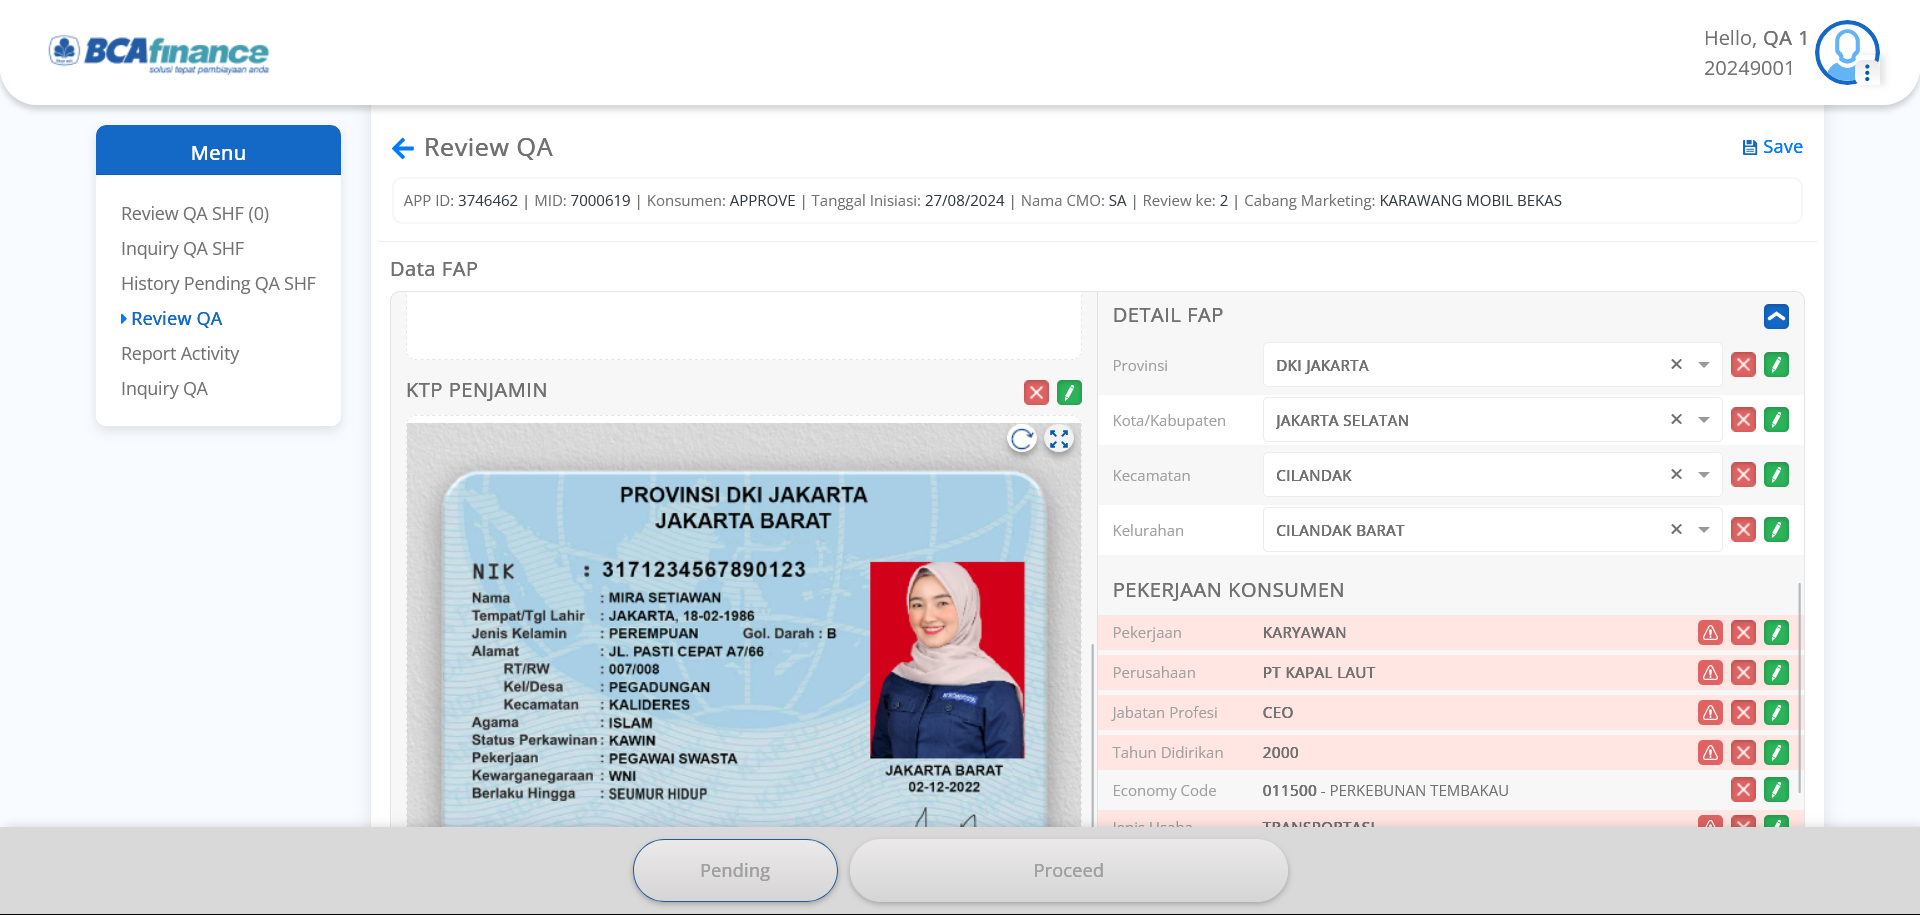 BCA finance
solusi tepat pembiayaan anda
Hello, QA 1
20249001
Menu
Review QA SHF (0)
Inquiry QA SHF
History Pending QA SHF
Review QA
Report Activity
Inquiry QA
Review QA
Save
APP ID: 3746462 | MID: 7000619 | Konsumen: APPROVE | Tanggal Inisiasi: 27/08/2024 | Nama CMO: SA | Review ke: 2 | Cabang Marketing: KARAWANG MOBIL BEKAS
Data FAP
KTP PENJAMIN
PROVINSI DKI JAKARTA
JAKARTA BARAT
NIK : 3171234567890123
Nama : MIRA SETIAWAN
Tempat/Tgl Lahir : JAKARTA, 18-02-1986
Jenis Kelamin : PEREMPUAN Gol. Darah : B
Alamat : JL. PASTI CEPAT A7/66
RT/RW : 007/008
Kel/Desa : PEGADUNGAN
Kecamatan : KALIDERES
Agama : ISLAM
Status Perkawinan : KAWIN
Pekerjaan : PEGAWAI SWASTA
Kewarganegaraan : WNI
Berlaku Hingga : SEUMUR HIDUP
JAKARTA BARAT
02-12-2022
DETAIL FAP
Provinsi DKI JAKARTA
Kota/Kabupaten JAKARTA SELATAN
Kecamatan CILANDAK
Kelurahan CILANDAK BARAT
PEKERJAAN KONSUMEN
Pekerjaan KARYAWAN
Perusahaan PT KAPAL LAUT
Jabatan Profesi CEO
Tahun Didirikan 2000
Economy Code 011500 - PERKEBUNAN TEMBAKAU
Jenis Usaha TRANSPORTASI
Pending
Proceed